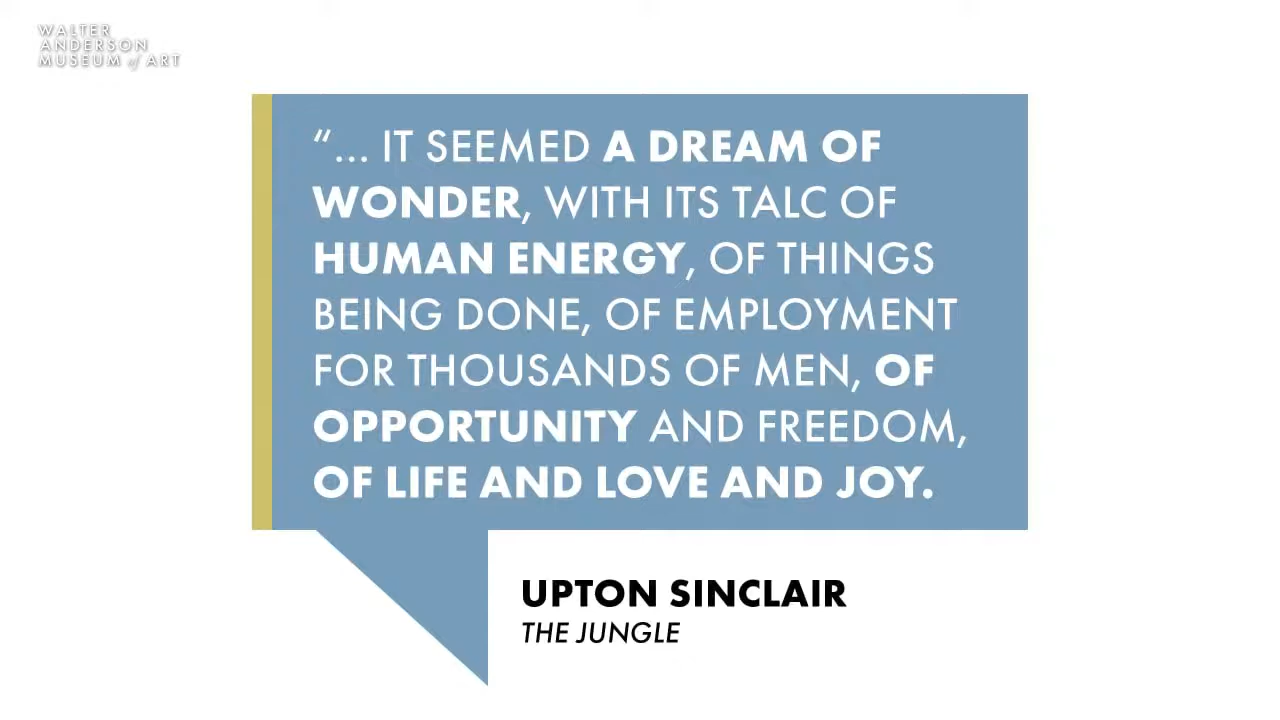 WALTER
ANDERSON
MUSEUM of ART
“... IT SEEMED A DREAM OF
WONDER, WITH ITS TALC OF
HUMAN ENERGY, OF THINGS
BEING DONE, OF EMPLOYMENT
FOR THOUSANDS OF MEN, OF
OPPORTUNITY AND FREEDOM,
OF LIFE AND LOVE AND JOY.
UPTON SINCLAIR
THE JUNGLE